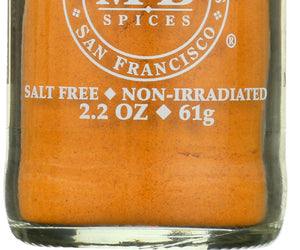 SPICES
SAN FRANCISCO
®
SALT FREE ◆ NON-IRRADIATED
2.2 OZ ◆ 61g